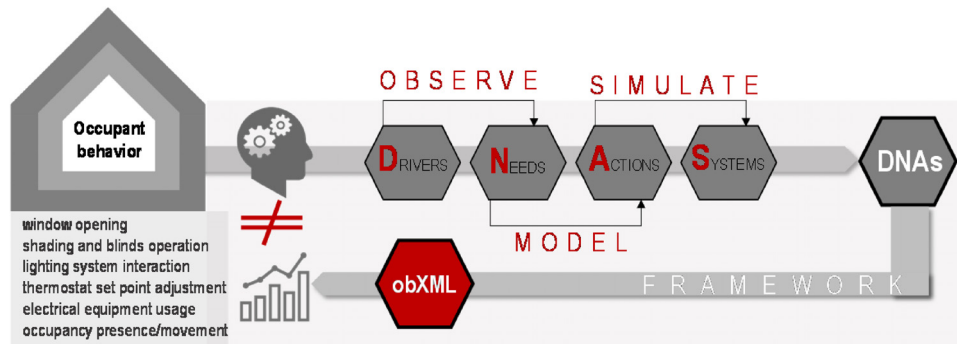 OBSERVE
SIMULATE
Occupant
behavior
DRIVERS
NEEDS
ACTIONS
SYSTEMS
DNAs
MODEL
window opening
shading and blinds operation
lighting system interaction
thermostat set point adjustment
electrical equipment usage
occupancy presence/movement
≠
obXML
FRAMEWORK